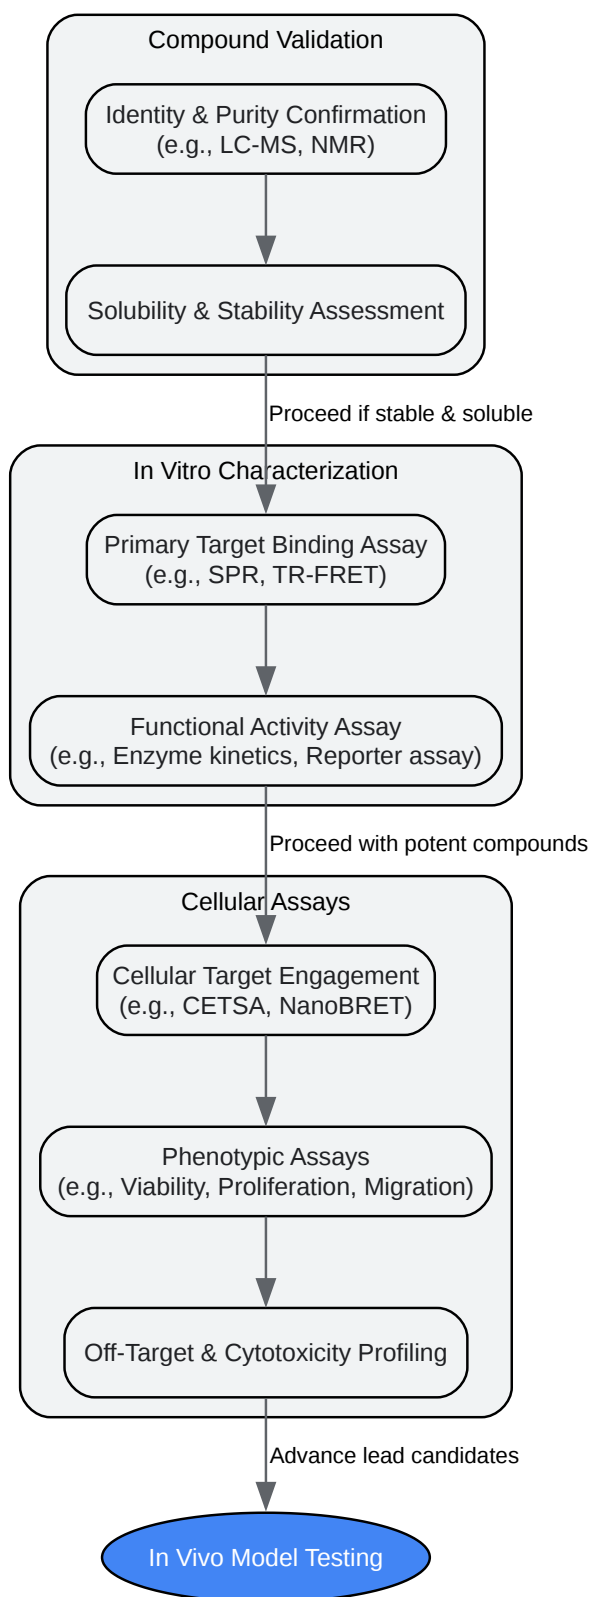 Compound Validation
Identity & Purity Confirmation
(e.g., LC-MS, NMR)
Solubility & Stability Assessment
Proceed if stable & soluble
In Vitro Characterization
Primary Target Binding Assay
(e.g., SPR, TR-FRET)
Functional Activity Assay
(e.g., Enzyme kinetics, Reporter assay)
Proceed with potent compounds
Cellular Assays
Cellular Target Engagement
(e.g., CETSA, NanoBRET)
Phenotypic Assays
(e.g., Viability, Proliferation, Migration)
Off-Target & Cytotoxicity Profiling
Advance lead candidates
In Vivo Model Testing